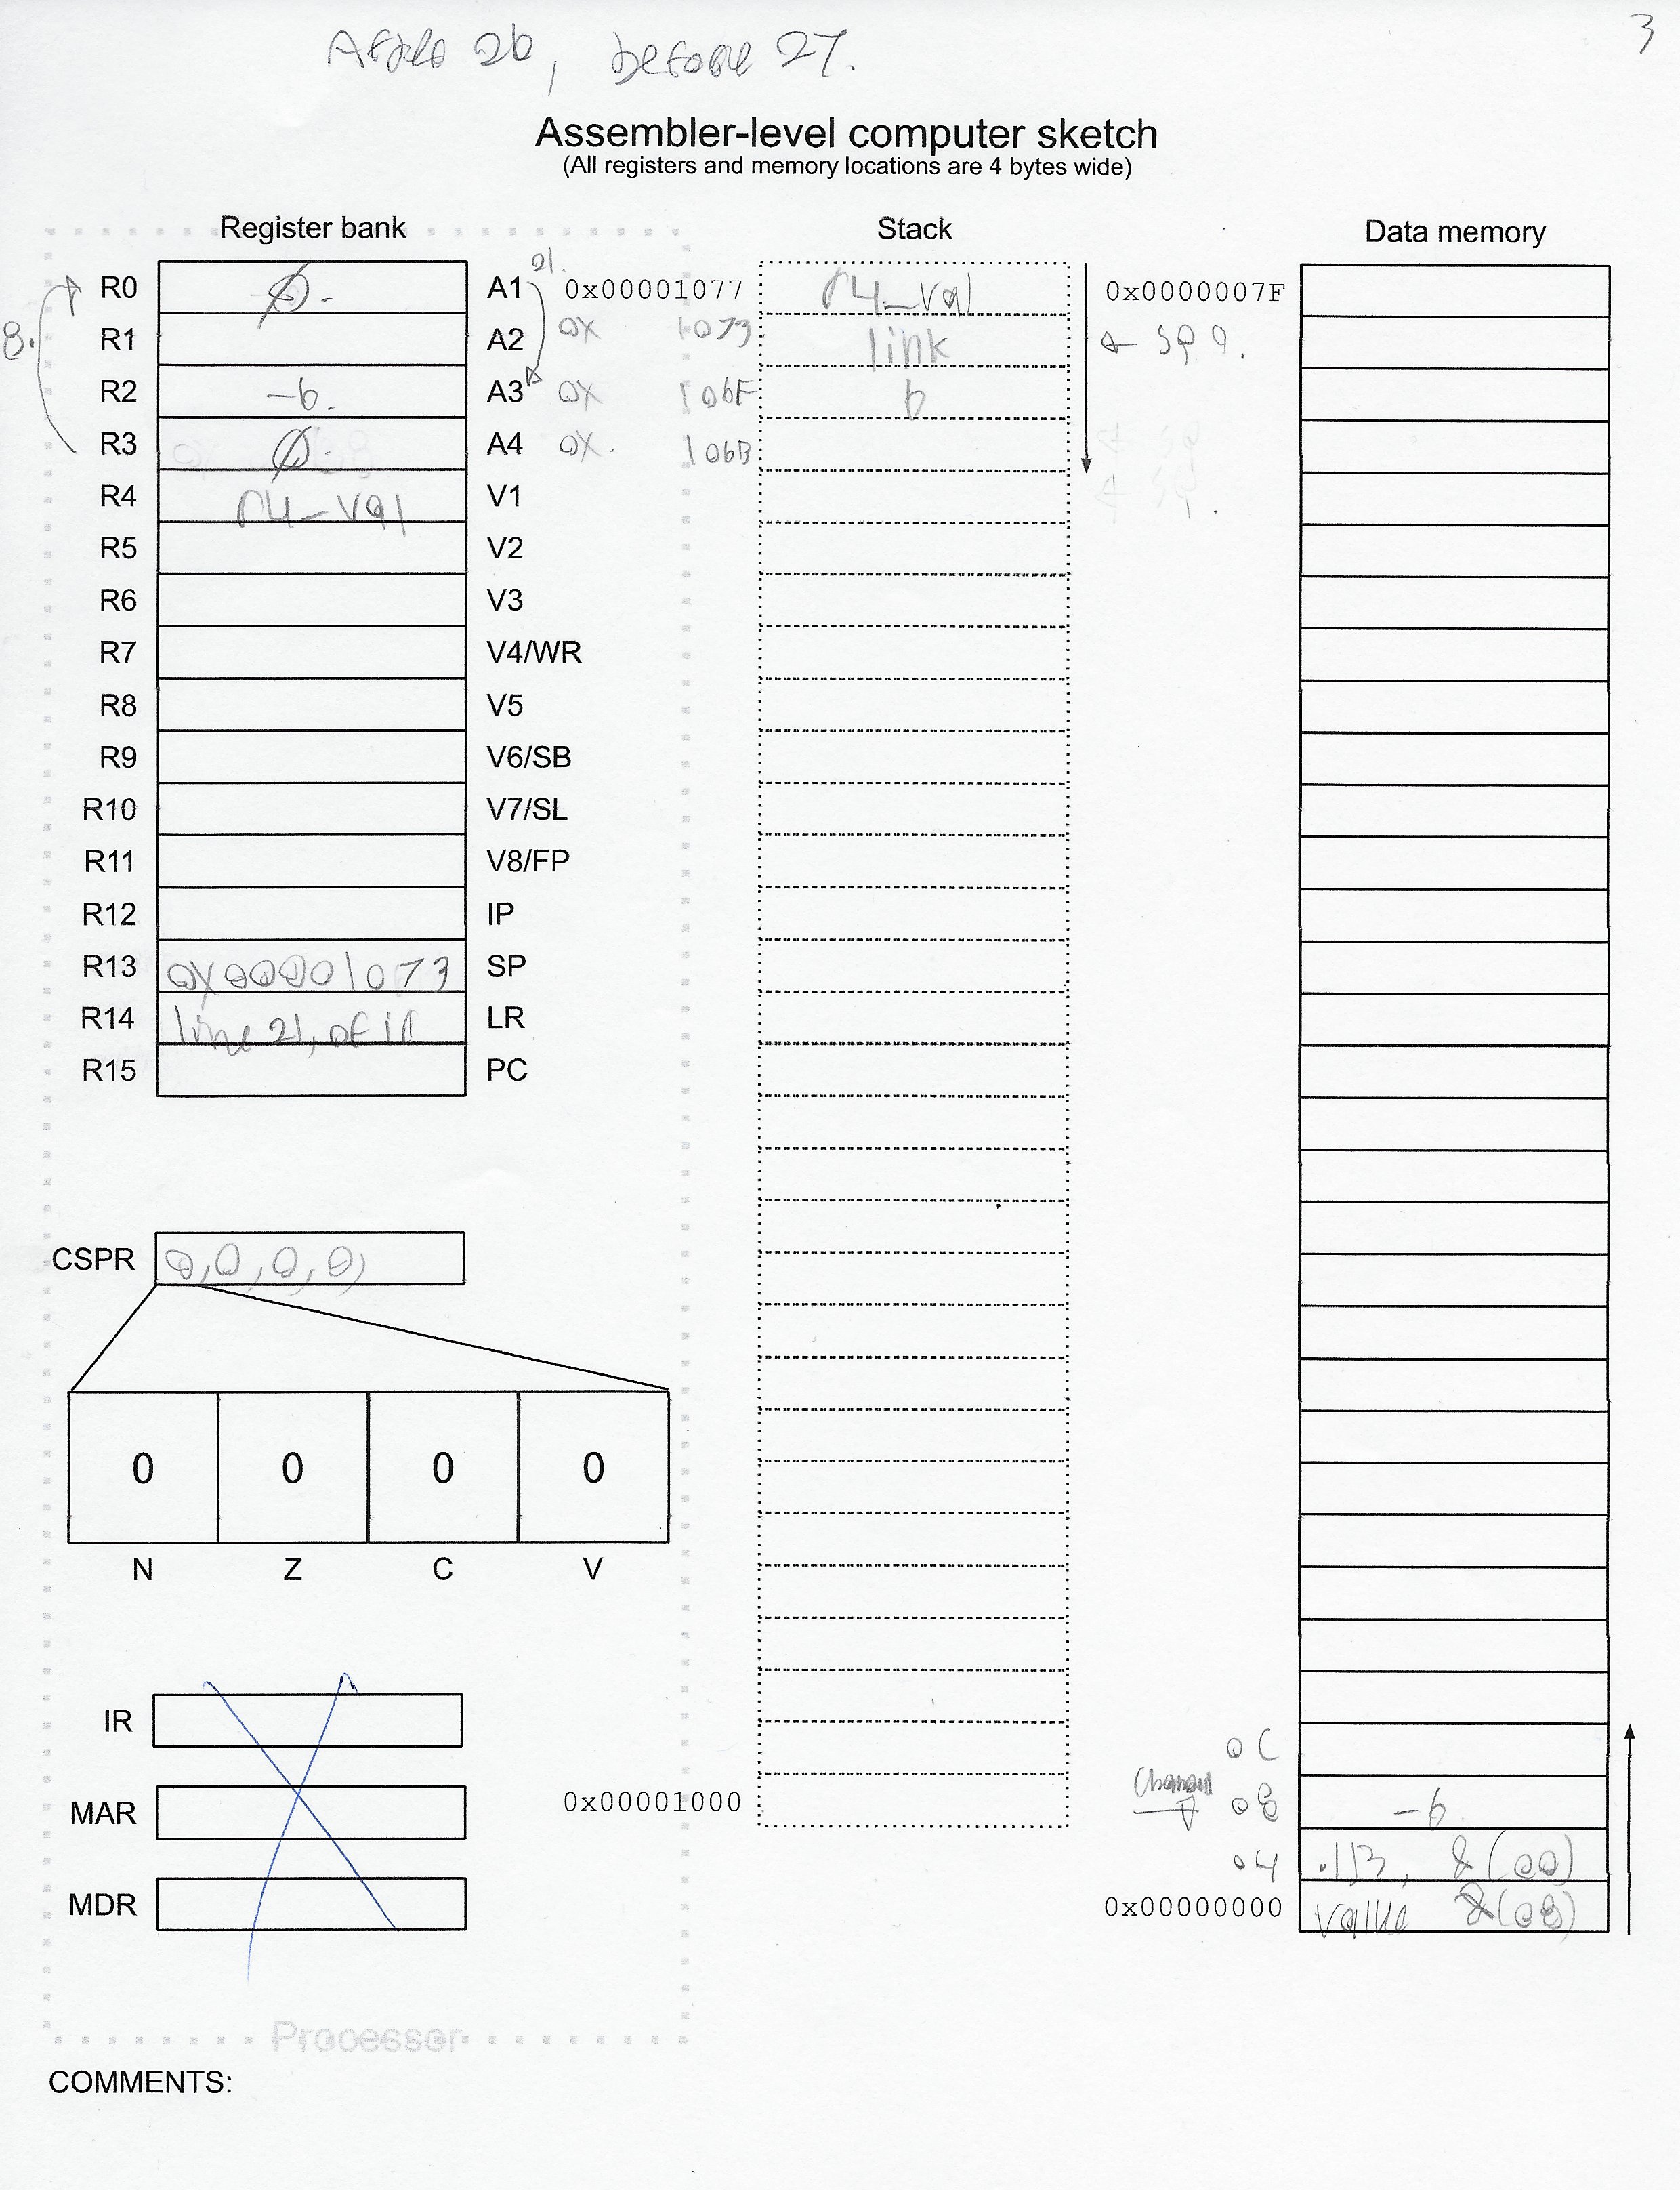 3
After 26, before 27.
Assembler-level computer sketch
(All registers and memory locations are 4 bytes wide)
Register bank
Stack
Data memory
R0 Ø. A1 21. 0x00001077 r4_val 0x0000007F
8. R1 A2 0x 1073 link ← SP 9.
R2 -6. A3 0x 106F 6
R3 Ø. A4 0x. 106B
R4 r4_val V1
R5 V2
R6 V3
R7 V4/WR
R8 V5
R9 V6/SB
R10 V7/SL
R11 V8/FP
R12 IP
R13 0x00001073 SP
R14 line 21, of if LR
R15 PC
CSPR 0,0,0,0,
0 0 0 0
N Z C V
IR
0C
MAR 0x00001000 08 -6.
04 .L13, &(00)
MDR 0x00000000 value &(08)
Processor
COMMENTS: